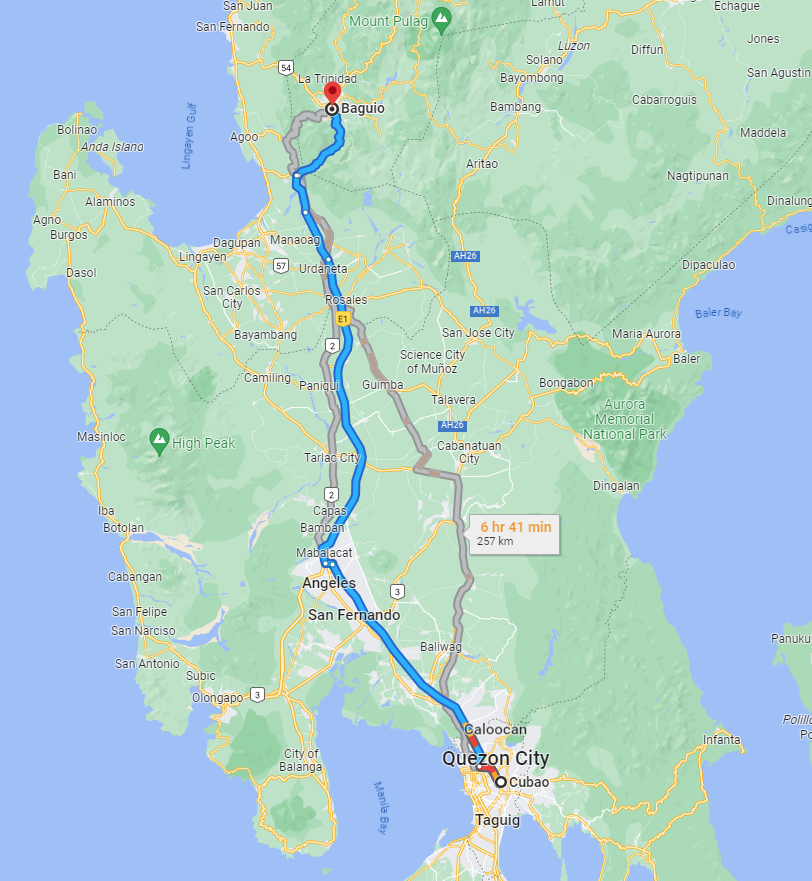 San Juan
Lamut
Echague
Mount Pulag
San Fernando
Luzon
Diffun
Jones
Solano
54
La Trinidad
Bayombong
San Agustin
Baguio
Bambang
Cabarroguis
Lingayen Gulf
Bolinao
Agoo
Maddela
Anda Island
Aritao
Bani
Nagtipunan
Alaminos
Dinalung
Agno
Burgos
Dagupan
Manaoag
Casig
Lingayen
AH26
Dasol
57
Urdaneta
Dipaculao
San Carlos
City
Rosales
AH26
Baler Bay
E1
Bayambang
San Jose City
Maria Aurora
2
Science City
of Muñoz
Baler
Camiling
Paniqui
Guimba
Bongabon
Talavera
Aurora
Memorial
National Park
AH26
Masinloc
High Peak
Cabanatuan
City
Tarlac City
Dingalan
2
Iba
Capas
Botolan
Bamban
6 hr 41 min
257 km
Mabalacat
Cabangan
Angeles
3
San Felipe
San Fernando
San Narciso
Panuku
Baliwag
San Antonio
Subic
Olongapo
3
Polillo
Po
Caloocan
Infanta
City of
Balanga
Quezon City
Cubao
Manila Bay
Taguig